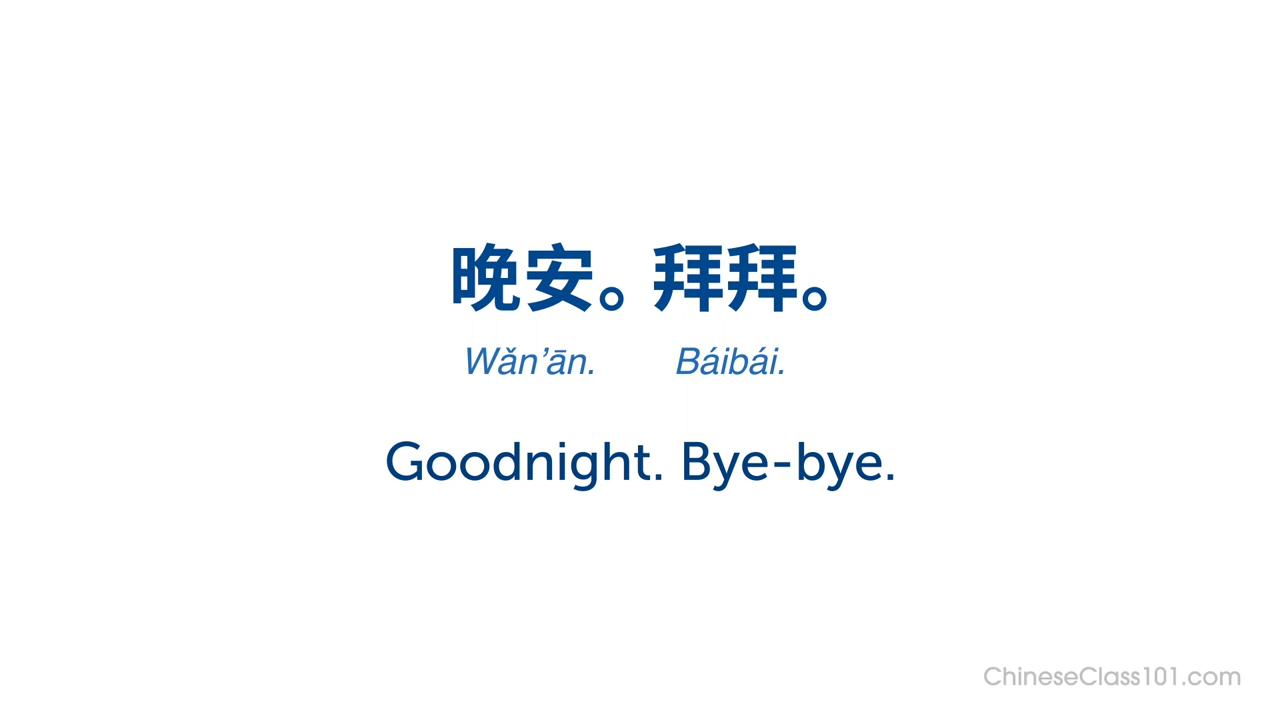 晚安。拜拜。
Wǎn’ān. Báibái.
Goodnight. Bye-bye.
ChineseClass101.com